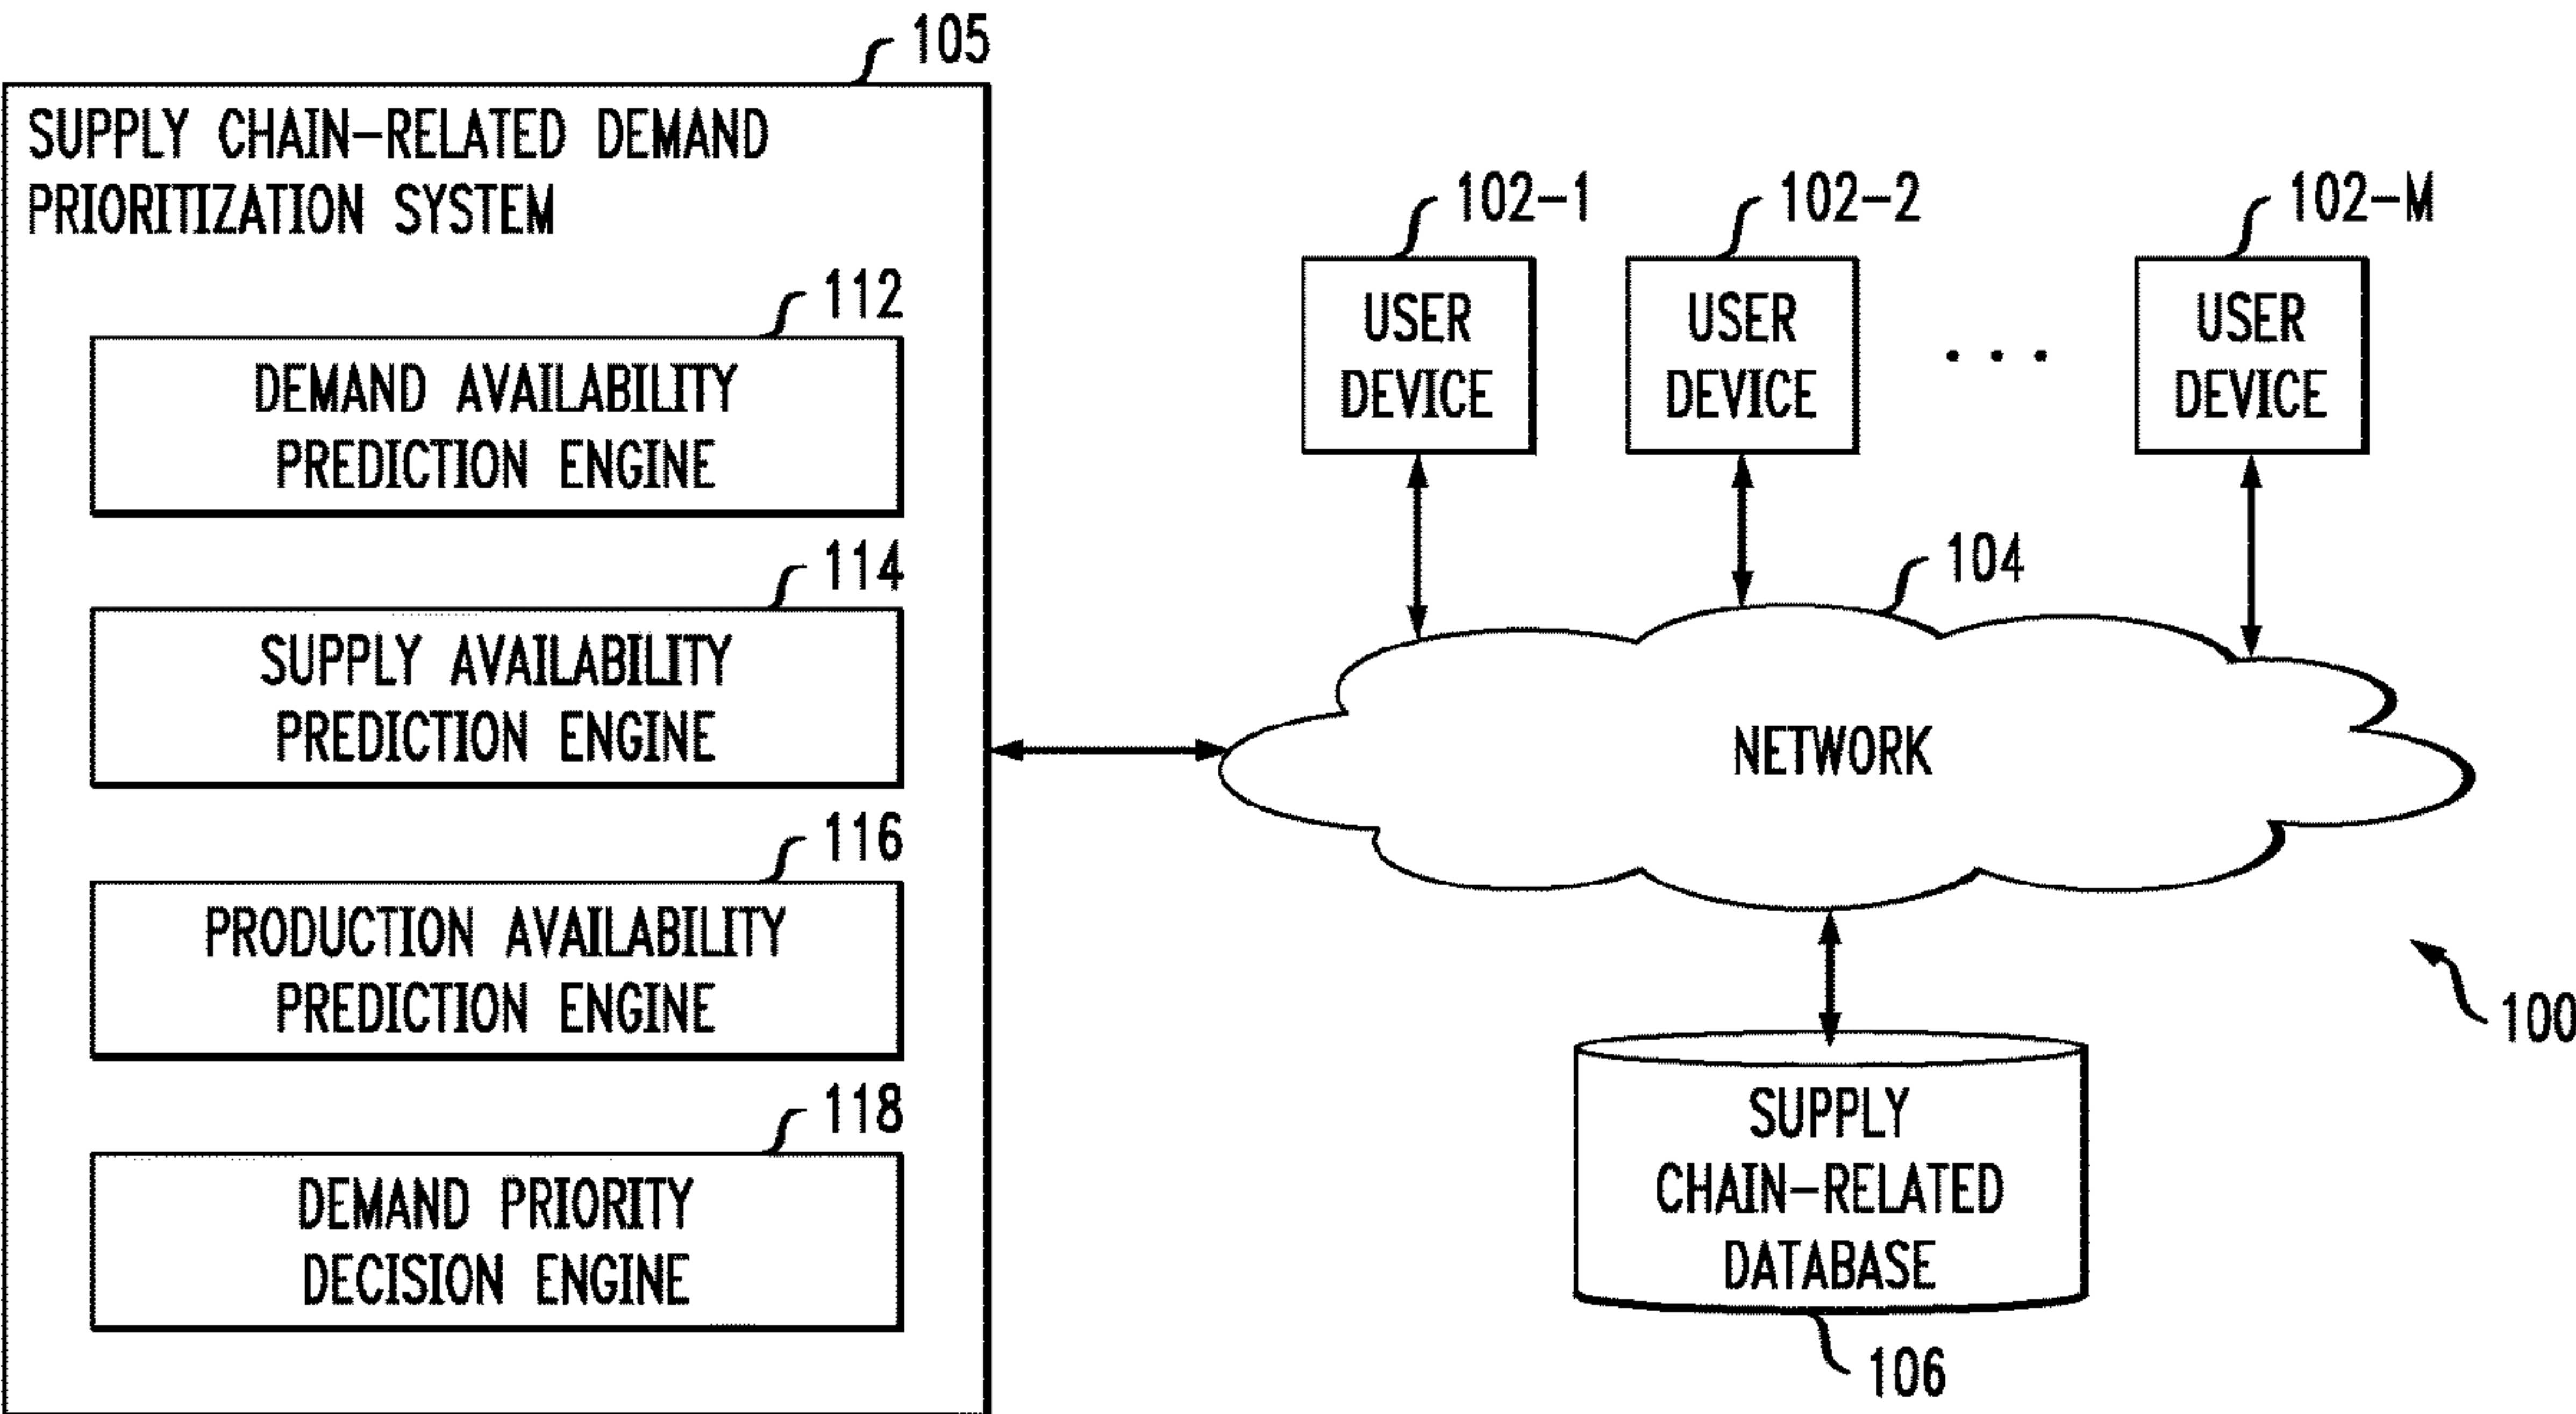 105
SUPPLY CHAIN-RELATED DEMAND
PRIORITIZATION SYSTEM
112
DEMAND AVAILABILITY
PREDICTION ENGINE
114
SUPPLY AVAILABILITY
PREDICTION ENGINE
116
PRODUCTION AVAILABILITY
PREDICTION ENGINE
118
DEMAND PRIORITY
DECISION ENGINE
102-1
USER
DEVICE
102-2
USER
DEVICE
. . .
102-M
USER
DEVICE
104
NETWORK
100
SUPPLY
CHAIN-RELATED
DATABASE
106